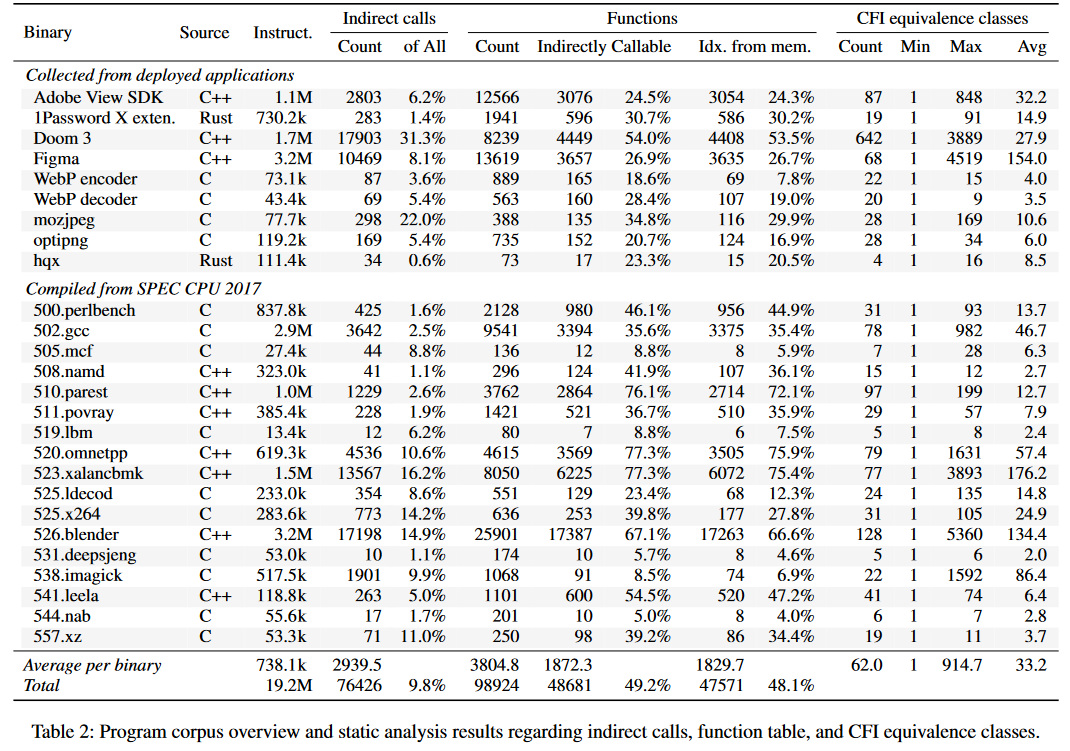 Binary Source Instruct. Indirect calls Functions CFI equivalence classes
Count of All Count Indirectly Callable Idx. from mem. Count Min Max Avg
Collected from deployed applications
Adobe View SDK C++ 1.1M 2803 6.2% 12566 3076 24.5% 3054 24.3% 87 1 848 32.2
1Password X exten. Rust 730.2k 283 1.4% 1941 596 30.7% 586 30.2% 19 1 91 14.9
Doom 3 C++ 1.7M 17903 31.3% 8239 4449 54.0% 4408 53.5% 642 1 3889 27.9
Figma C++ 3.2M 10469 8.1% 13619 3657 26.9% 3635 26.7% 68 1 4519 154.0
WebP encoder C 73.1k 87 3.6% 889 165 18.6% 69 7.8% 22 1 15 4.0
WebP decoder C 43.4k 69 5.4% 563 160 28.4% 107 19.0% 20 1 9 3.5
mozjpeg C 77.7k 298 22.0% 388 135 34.8% 116 29.9% 28 1 169 10.6
optipng C 119.2k 169 5.4% 735 152 20.7% 124 16.9% 28 1 34 6.0
hqx Rust 111.4k 34 0.6% 73 17 23.3% 15 20.5% 4 1 16 8.5
Compiled from SPEC CPU 2017
500.perlbench C 837.8k 425 1.6% 2128 980 46.1% 956 44.9% 31 1 93 13.7
502.gcc C 2.9M 3642 2.5% 9541 3394 35.6% 3375 35.4% 78 1 982 46.7
505.mcf C 27.4k 44 8.8% 136 12 8.8% 8 5.9% 7 1 28 6.3
508.namd C++ 323.0k 41 1.1% 296 124 41.9% 107 36.1% 15 1 12 2.7
510.parest C++ 1.0M 1229 2.6% 3762 2864 76.1% 2714 72.1% 97 1 199 12.7
511.povray C++ 385.4k 228 1.9% 1421 521 36.7% 510 35.9% 29 1 57 7.9
519.lbm C 13.4k 12 6.2% 80 7 8.8% 6 7.5% 5 1 8 2.4
520.omnetpp C++ 619.3k 4536 10.6% 4615 3569 77.3% 3505 75.9% 79 1 1631 57.4
523.xalancbmk C++ 1.5M 13567 16.2% 8050 6225 77.3% 6072 75.4% 77 1 3893 176.2
525.ldecod C 233.0k 354 8.6% 551 129 23.4% 68 12.3% 24 1 135 14.8
525.x264 C 283.6k 773 14.2% 636 253 39.8% 177 27.8% 31 1 105 24.9
526.blender C++ 3.2M 17198 14.9% 25901 17387 67.1% 17263 66.6% 128 1 5360 134.4
531.deepsjeng C 53.0k 10 1.1% 174 10 5.7% 8 4.6% 5 1 6 2.0
538.imagick C 517.5k 1901 9.9% 1068 91 8.5% 74 6.9% 22 1 1592 86.4
541.leela C++ 118.8k 263 5.0% 1101 600 54.5% 520 47.2% 41 1 74 6.4
544.nab C 55.6k 17 1.7% 201 10 5.0% 8 4.0% 6 1 7 2.8
557.xz C 53.3k 71 11.0% 250 98 39.2% 86 34.4% 19 1 11 3.7
Average per binary 738.1k 2939.5 3804.8 1872.3 1829.7 62.0 1 914.7 33.2
Total 19.2M 76426 9.8% 98924 48681 49.2% 47571 48.1%
Table 2: Program corpus overview and static analysis results regarding indirect calls, function table, and CFI equivalence classes.